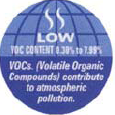 LOW
VOC CONTENT 0.30% to 7.99%
VOCs. (Volatile Organic
Compounds) contribute
to atmospheric
pollution.